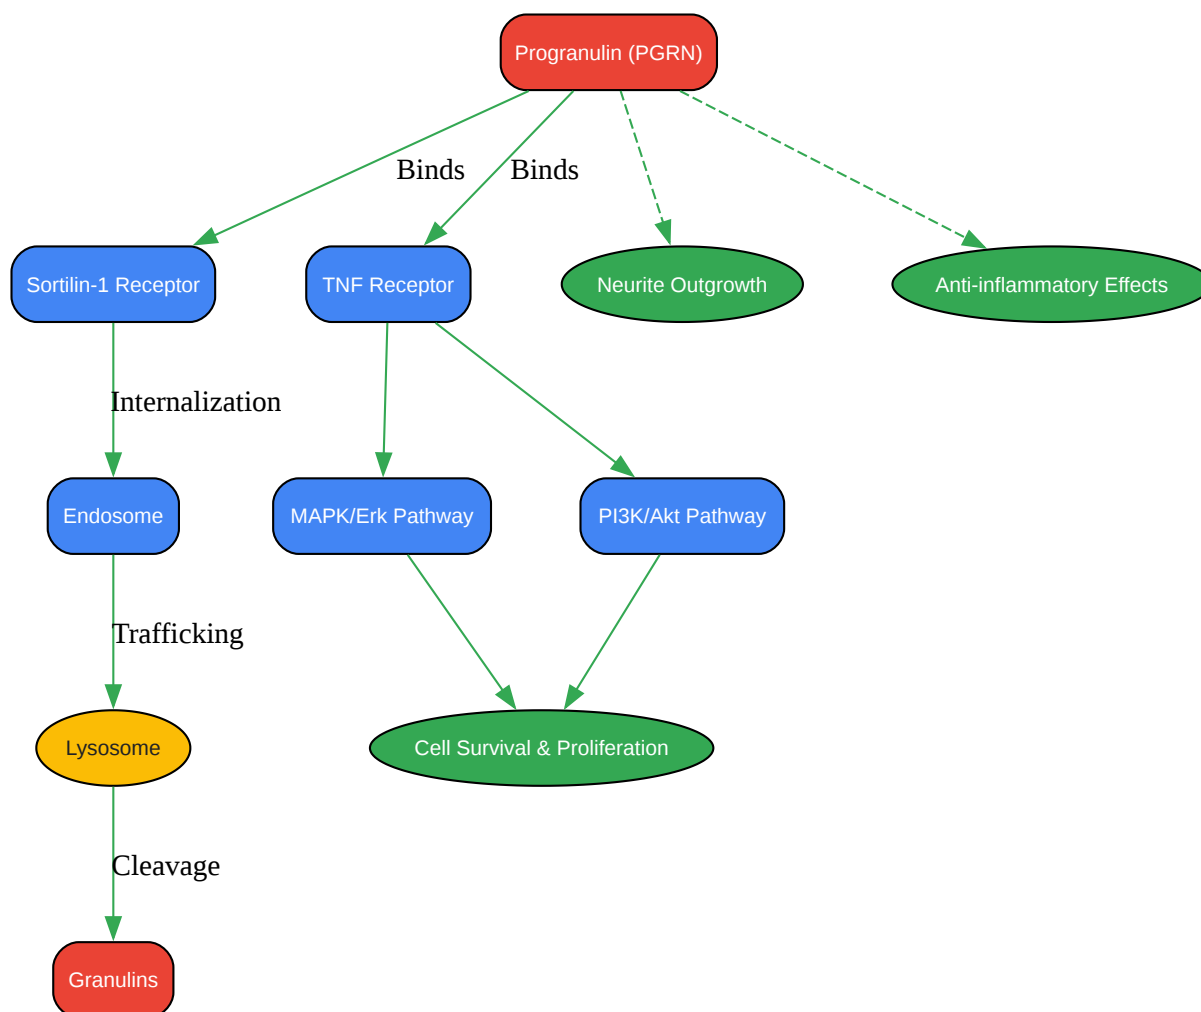 Progranulin (PGRN)
Binds
Binds
Sortilin-1 Receptor
TNF Receptor
Neurite Outgrowth
Anti-inflammatory Effects
Internalization
Endosome
MAPK/Erk Pathway
PI3K/Akt Pathway
Trafficking
Lysosome
Cell Survival & Proliferation
Cleavage
Granulins